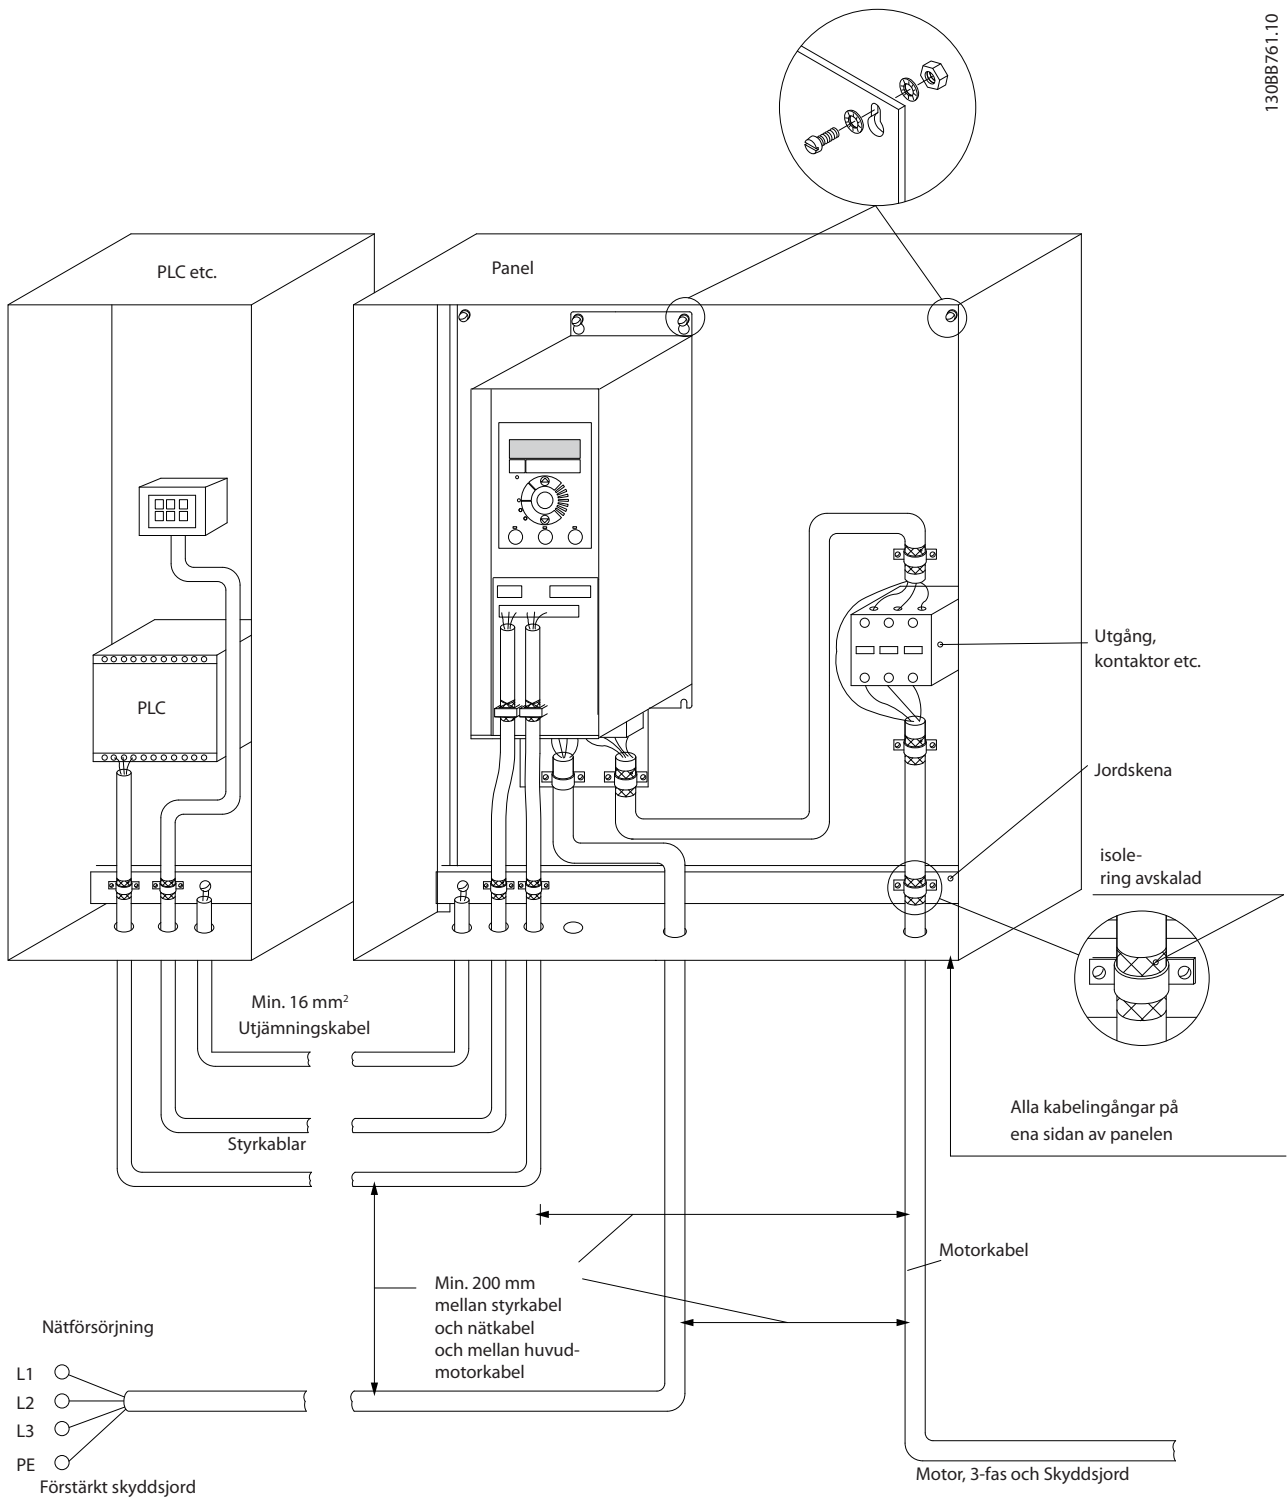 130BB761.10
PLC etc.
Panel
PLC
Utgång,
kontaktor etc.
Jordskena
isole-
ring avskalad
Min. 16 mm²
Utjämningskabel
Alla kabelingångar på
ena sidan av panelen
Styrkablar
Motorkabel
Min. 200 mm
mellan styrkabel
och nätkabel
och mellan huvud-
motorkabel
Nätförsörjning
L1
L2
L3
PE
Förstärkt skyddsjord
Motor, 3-fas och Skyddsjord